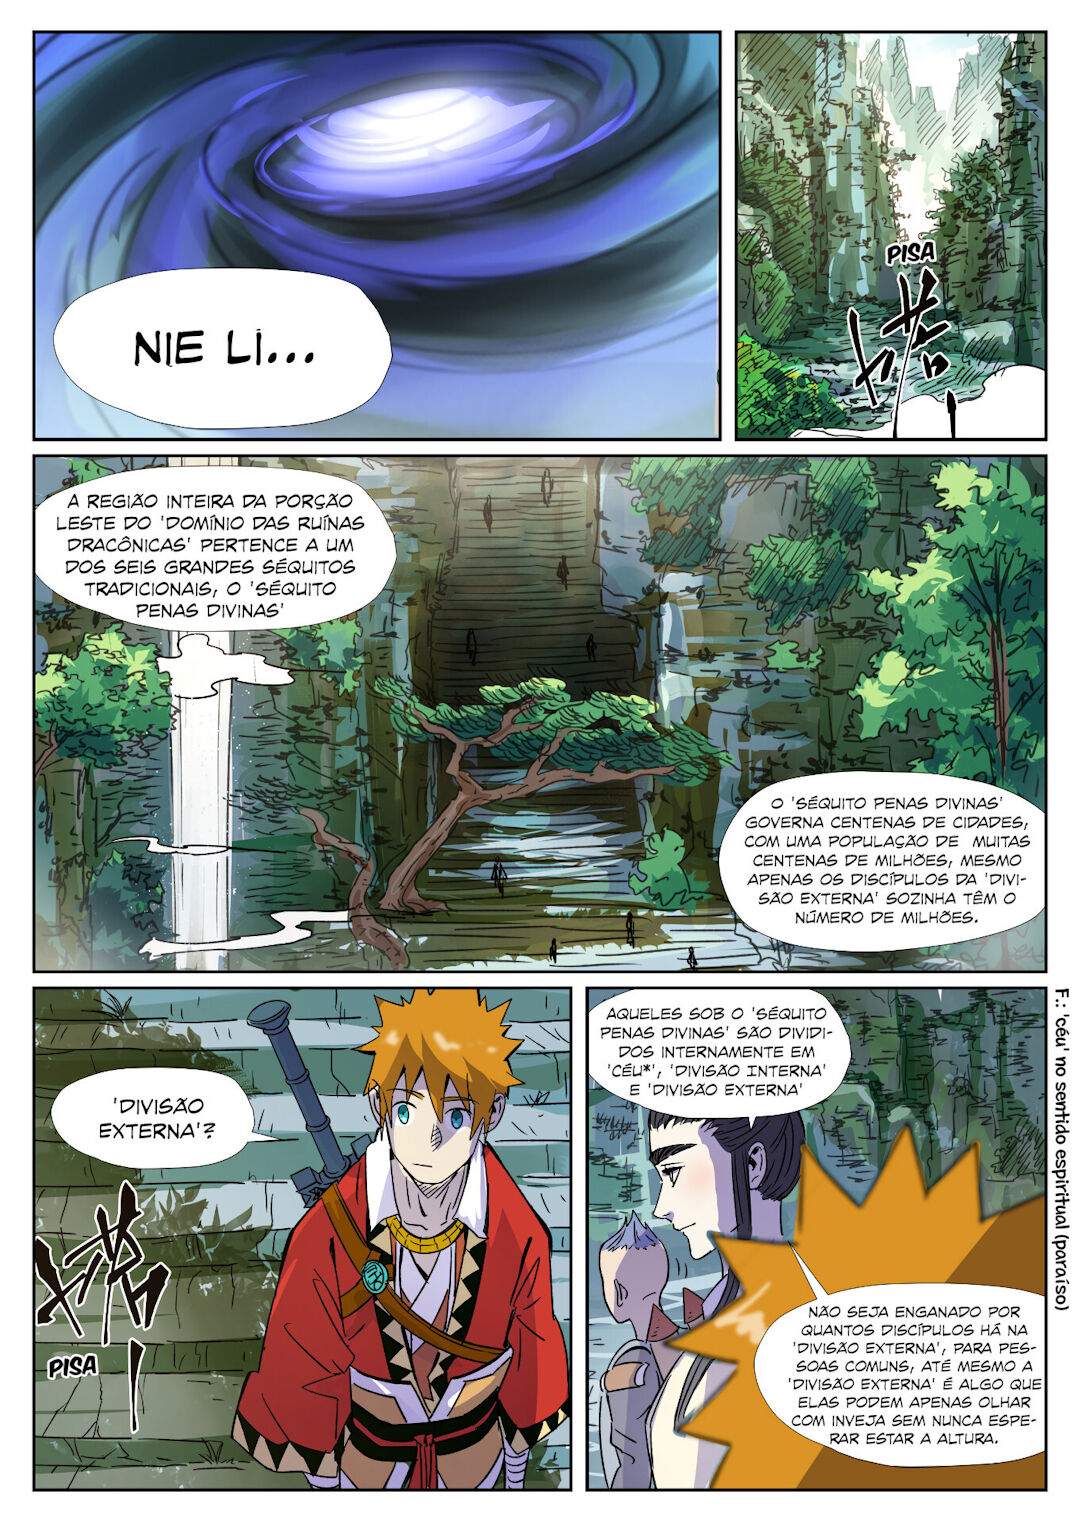 NIE LI...
PISA
A REGIÃO INTEIRA DA PORÇÃO
LESTE DO 'DOMÍNIO DAS RUÍNAS
DRACÔNICAS' PERTENCE A UM
DOS SEIS GRANDES SÉQUITOS
TRADICIONAIS, O 'SÉQUITO
PENAS DIVINAS'
O 'SÉQUITO PENAS DIVINAS'
GOVERNA CENTENAS DE CIDADES,
COM UMA POPULAÇÃO DE MUITAS
CENTENAS DE MILHÕES, MESMO
APENAS OS DISCÍPULOS DA 'DIVI-
SÃO EXTERNA' SOZINHA TÊM O
NÚMERO DE MILHÕES.
'DIVISÃO
EXTERNA'?
PISA
AQUELES SOB O 'SÉQUITO
PENAS DIVINAS' SÃO DIVIDI-
DOS INTERNAMENTE EM
'CÉU*', 'DIVISÃO INTERNA'
E 'DIVISÃO EXTERNA'
NÃO SEJA ENGANADO POR
QUANTOS DISCÍPULOS HÁ NA
'DIVISÃO EXTERNA', PARA PES-
SOAS COMUNS, ATÉ MESMO A
'DIVISÃO EXTERNA' É ALGO QUE
ELAS PODEM APENAS OLHAR
COM INVEJA SEM NUNCA ESPE-
RAR ESTAR A ALTURA.
F.: 'céu' no sentido espiritual (paraíso)